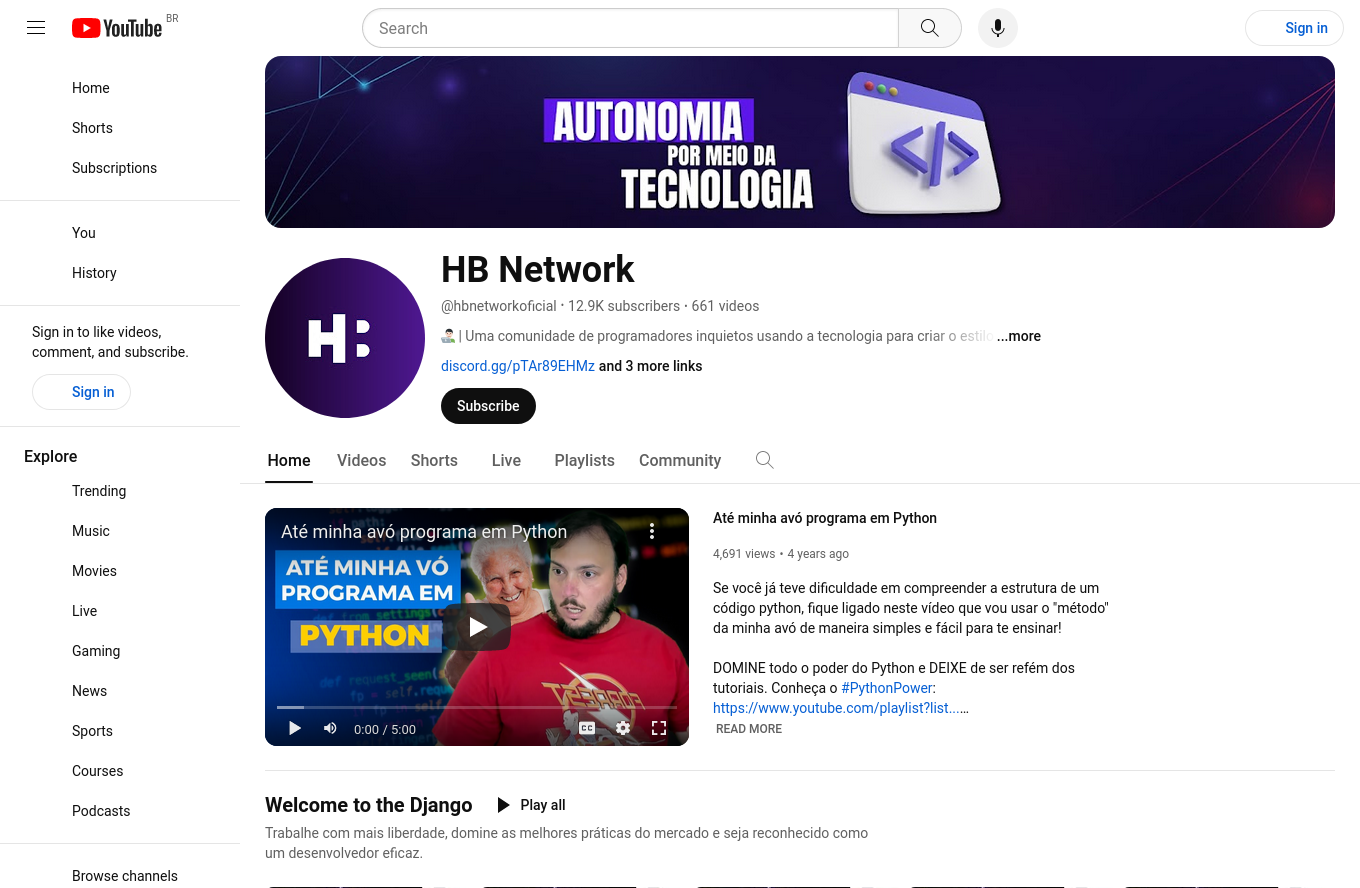 YouTube BR
Search
Sign in
Home
Shorts
Subscriptions
You
History
Sign in to like videos,
comment, and subscribe.
Sign in
Explore
Trending
Music
Movies
Live
Gaming
News
Sports
Courses
Podcasts
Browse channels
AUTONOMIA
POR MEIO DA
TECNOLOGIA
</>
HB
HB Network
@hbnetworkoficial · 12.9K subscribers · 661 videos
| Uma comunidade de programadores inquietos usando a tecnologia para criar o estilo ...more
discord.gg/pTAr89EHMz and 3 more links
Subscribe
Home Videos Shorts Live Playlists Community
Até minha avó programa em Python
ATÉ MINHA VÓ
PROGRAMA EM
PYTHON
0:00 / 5:00
CC
Até minha avó programa em Python
4,691 views • 4 years ago
Se você já teve dificuldade em compreender a estrutura de um
código python, fique ligado neste vídeo que vou usar o "método"
da minha avó de maneira simples e fácil para te ensinar!
DOMINE todo o poder do Python e DEIXE de ser refém dos
tutoriais. Conheça o #PythonPower:
https://www.youtube.com/playlist?list...…
READ MORE
Welcome to the Django Play all
Trabalhe com mais liberdade, domine as melhores práticas do mercado e seja reconhecido como
um desenvolvedor eficaz.